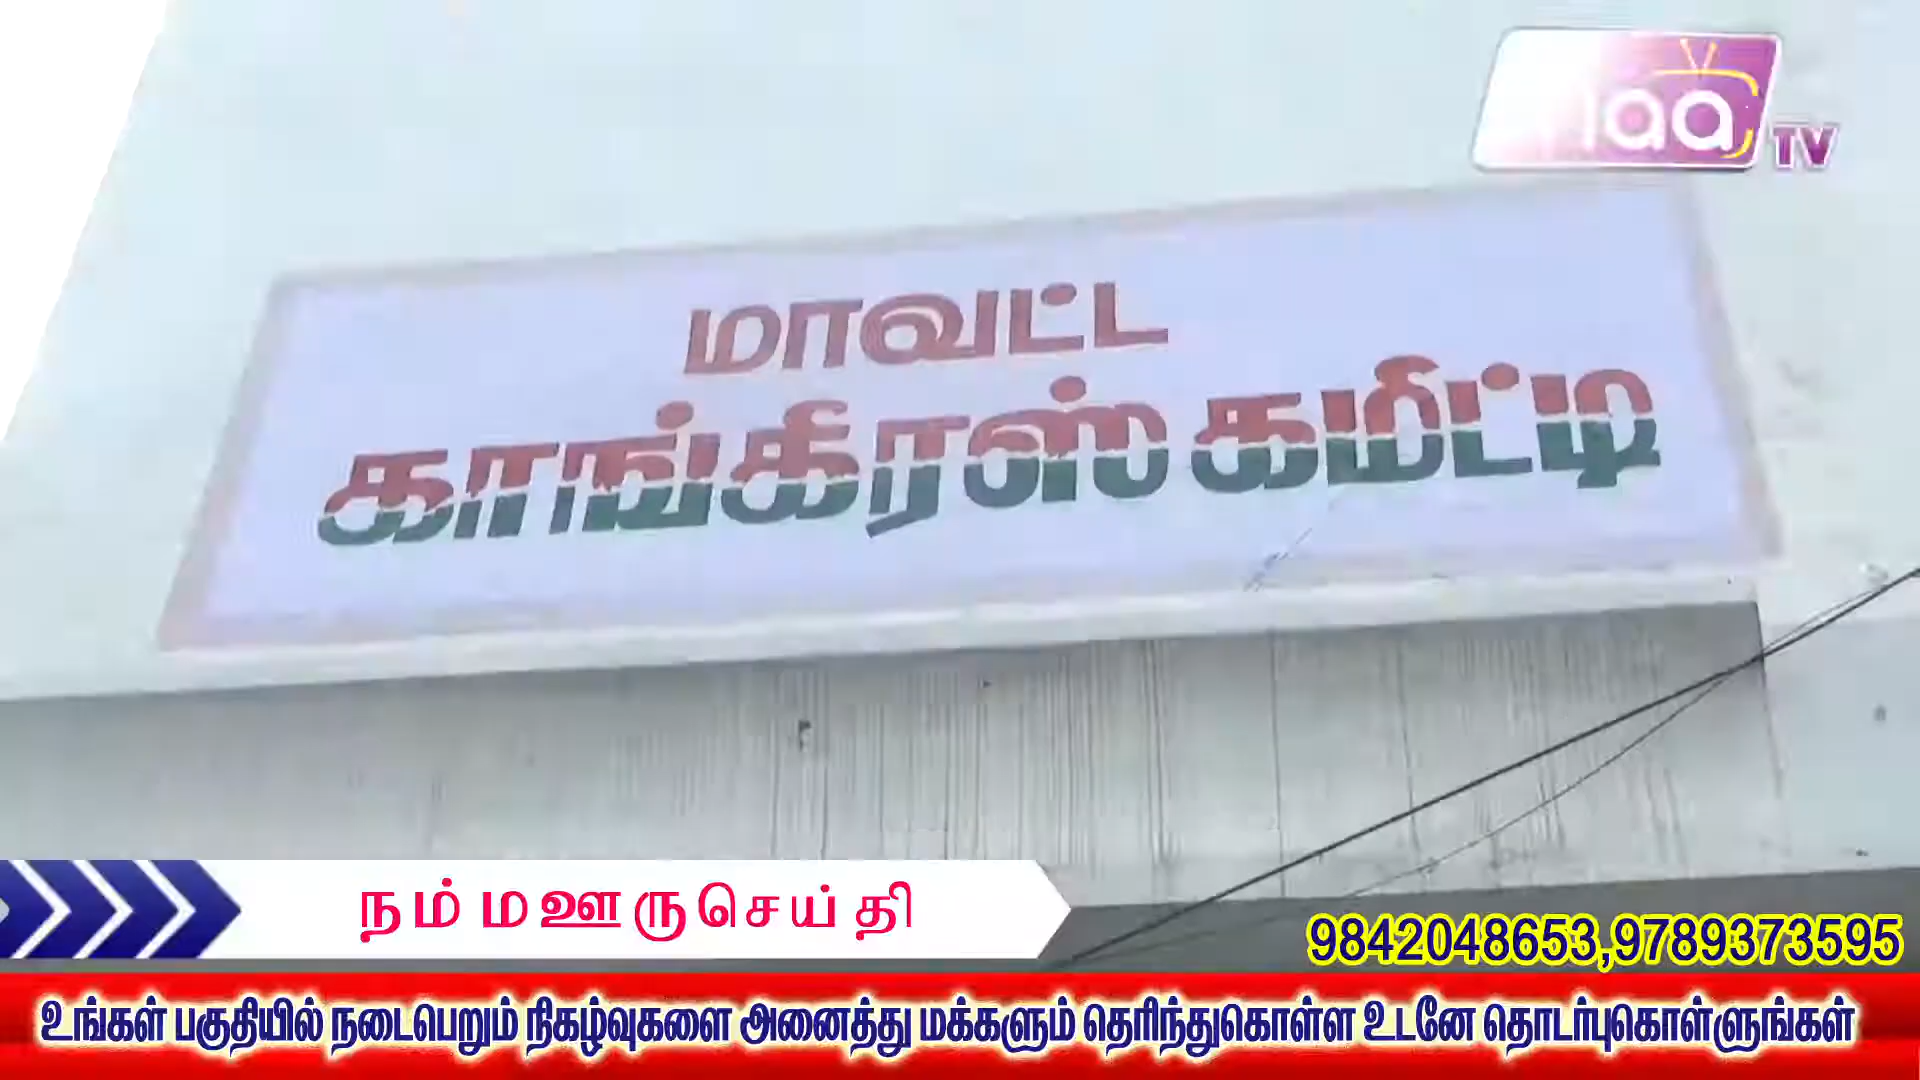 TV
மாவட்ட
காங்கிரஸ் கமிட்டி
நம்ம ஊரு செய்தி
9842048653,9789373595
உங்கள் பகுதியில் நடைபெறும் நிகழ்வுகளை அனைத்து மக்களும் தெரிந்துகொள்ள உடனே தொடர்புகொள்ளுங்கள்